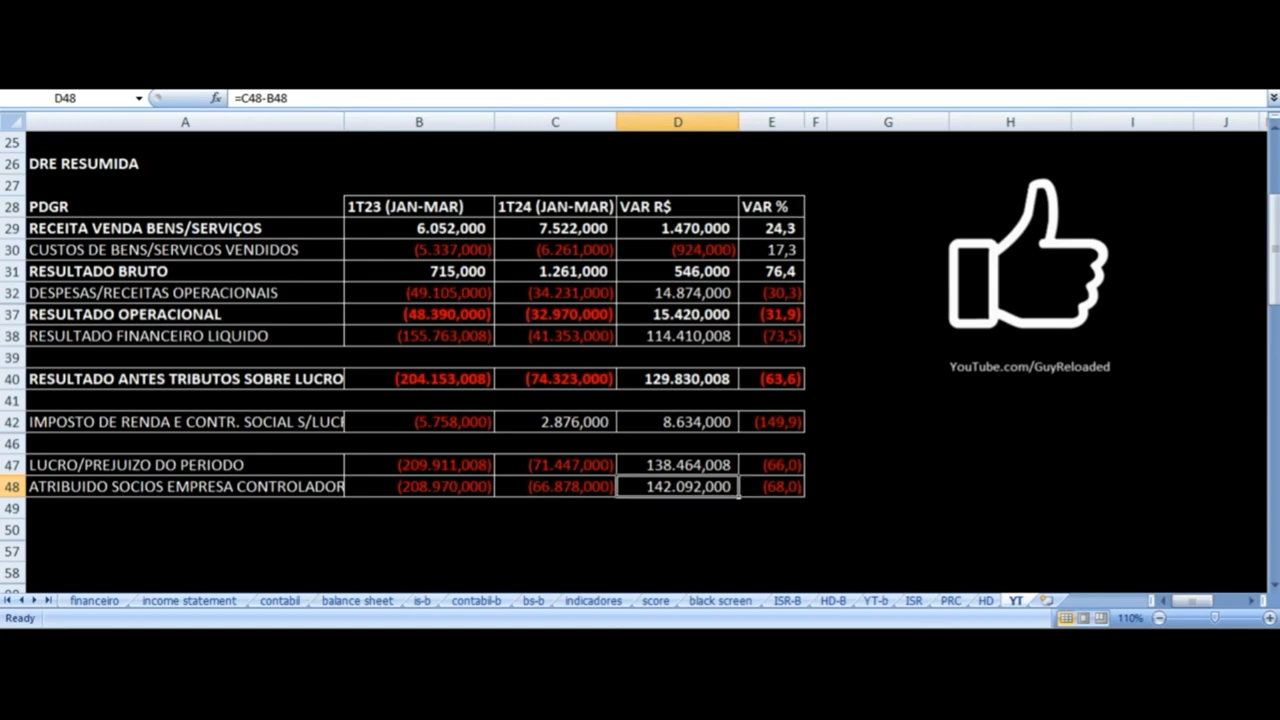 D48 fx =C48-B48
A B C D E F G H I J
25
26 DRE RESUMIDA
27
28 PDGR 1T23 (JAN-MAR) 1T24 (JAN-MAR) VAR R$ VAR %
29 RECEITA VENDA BENS/SERVIÇOS 6.052,000 7.522,000 1.470,000 24,3
30 CUSTOS DE BENS/SERVICOS VENDIDOS (5.337,000) (6.261,000) (924,000) 17,3
31 RESULTADO BRUTO 715,000 1.261,000 546,000 76,4
32 DESPESAS/RECEITAS OPERACIONAIS (49.105,000) (34.231,000) 14.874,000 (30,3)
37 RESULTADO OPERACIONAL (48.390,000) (32.970,000) 15.420,000 (31,9)
38 RESULTADO FINANCEIRO LIQUIDO (155.763,008) (41.353,000) 114.410,008 (73,5)
YouTube.com/GuyReloaded
39
40 RESULTADO ANTES TRIBUTOS SOBRE LUCRO (204.153,008) (74.323,000) 129.830,008 (63,6)
41
42 IMPOSTO DE RENDA E CONTR. SOCIAL S/LUCR (5.758,000) 2.876,000 8.634,000 (149,9)
46
47 LUCRO/PREJUIZO DO PERIODO (209.911,008) (71.447,000) 138.464,008 (66,0)
48 ATRIBUIDO SOCIOS EMPRESA CONTROLADOR (208.970,000) (66.878,000) 142.092,000 (68,0)
49
50
57
58
financeiro income statement contabil balance sheet is-b contabil-b bs-b indicadores score black screen ISR-B HD-B YT-b ISR PRC HD YT
Ready 110%